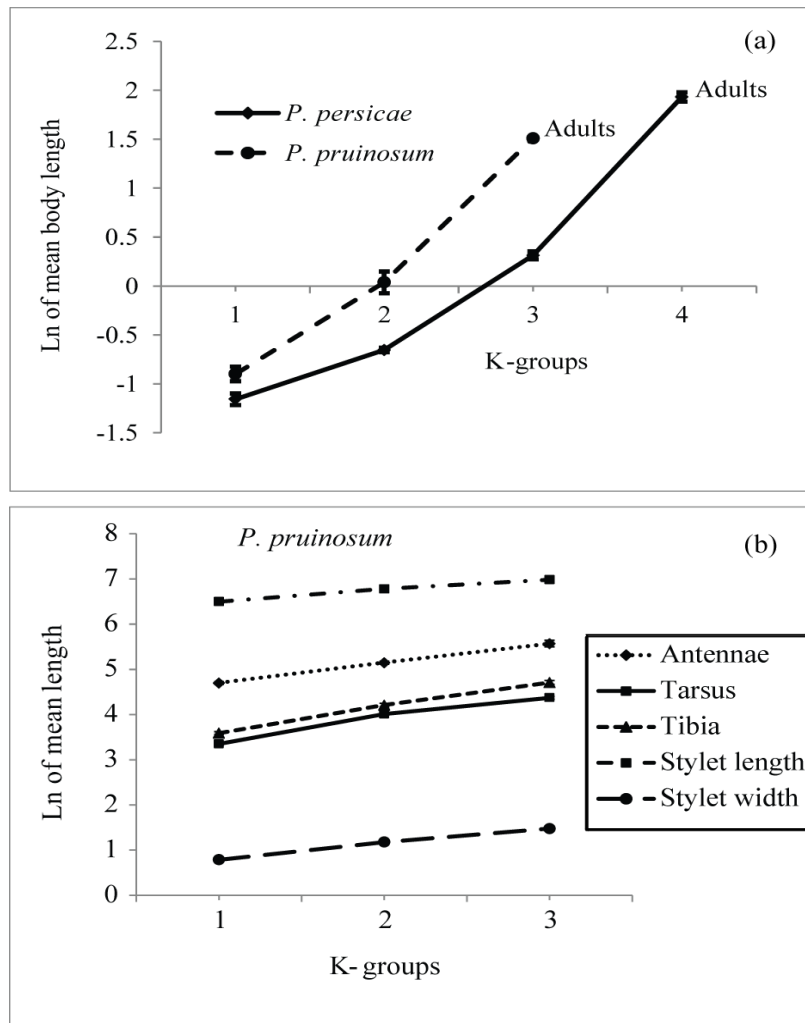 (a)
2.5
2
1.5
1
0.5
0
-0.5
-1
-1.5
Ln of mean body length
P. persicae
P. pruinosum
Adults
Adults
1
2
3
4
K-groups
(b)
P. pruinosum
8
7
6
5
4
3
2
1
0
Ln of mean length
Antennae
Tarsus
Tibia
Stylet length
Stylet width
1
2
3
K- groups